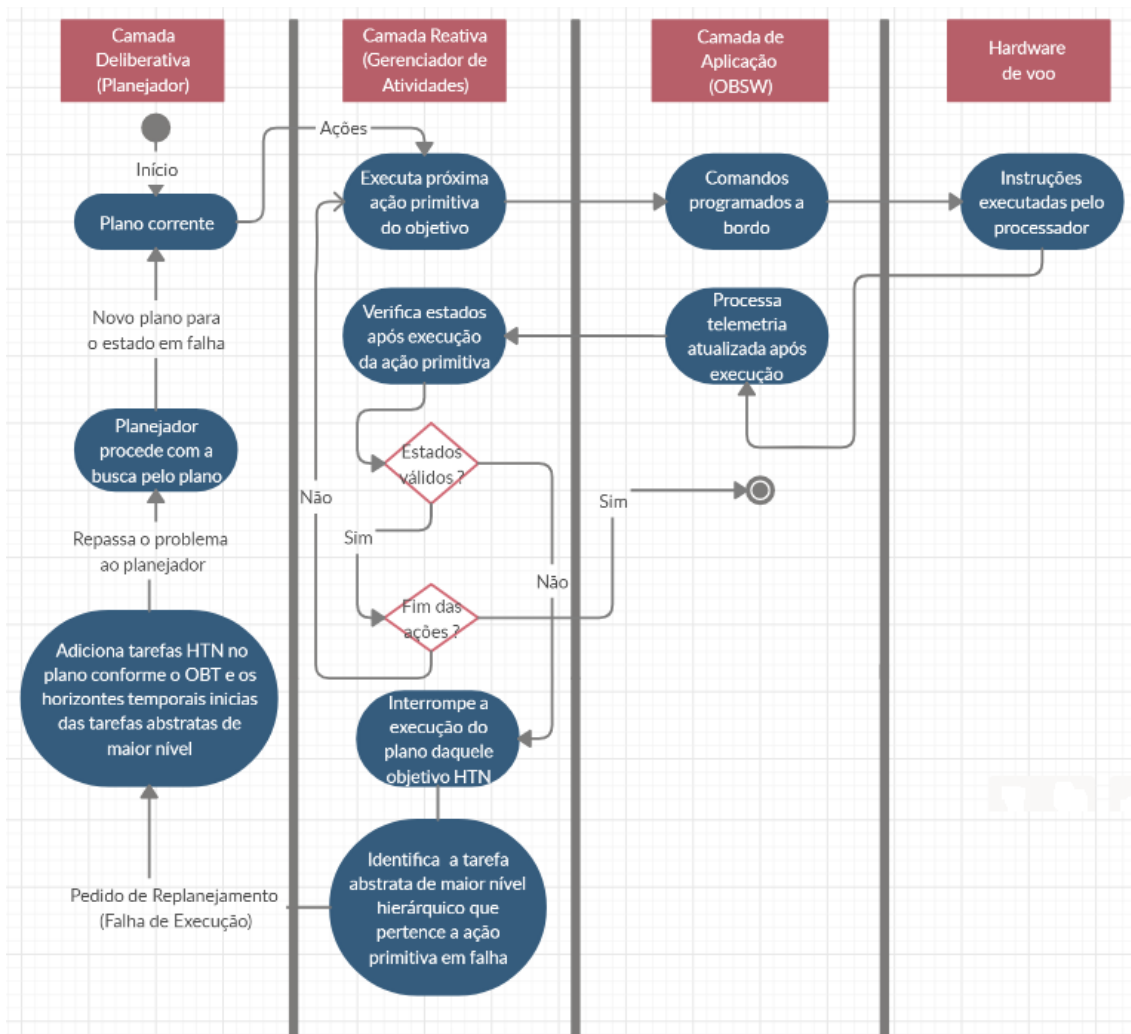 Camada
Deliberativa
(Planejador)
Camada Reativa
(Gerenciador de
Atividades)
Camada de
Aplicação
(OBSW)
Hardware
de voo
Início
Plano corrente
Ações
Executa próxima
ação primitiva
do objetivo
Comandos
programados a
bordo
Instruções
executadas pelo
processador
Processa
telemetria
atualizada após
execução
Verifica estados
após execução
da ação primitiva
Estados
válidos ?
Sim
Não
Fim das
ações ?
Não
Sim
Interrompe a
execução do
plano daquele
objetivo HTN
Identifica a tarefa
abstrata de maior nível
hierárquico que
pertence a ação
primitiva em falha
Pedido de Replanejamento
(Falha de Execução)
Adiciona tarefas HTN no
plano conforme o OBT e os
horizontes temporais inicias
das tarefas abstratas de
maior nível
Repassa o problema
ao planejador
Planejador
procede com a
busca pelo plano
Novo plano para
o estado em falha